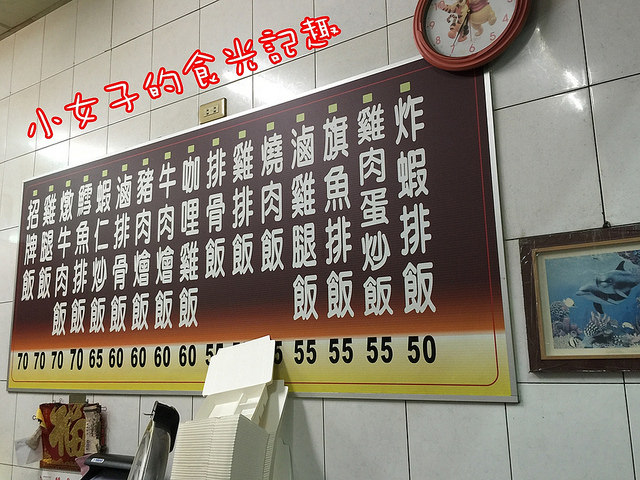 小女子的食光記趣
炸蝦排飯
雞肉蛋炒飯
旗魚排飯
滷雞腿飯
燒肉飯
雞排飯
排骨飯
咖哩雞飯
牛肉燴飯
豬肉燴飯
滷排骨飯
蝦仁炒飯
鱈魚排飯
燉牛肉飯
雞腿飯
招牌飯
70 70 70 70 65 60 60 60 60 55 55 55 50
福